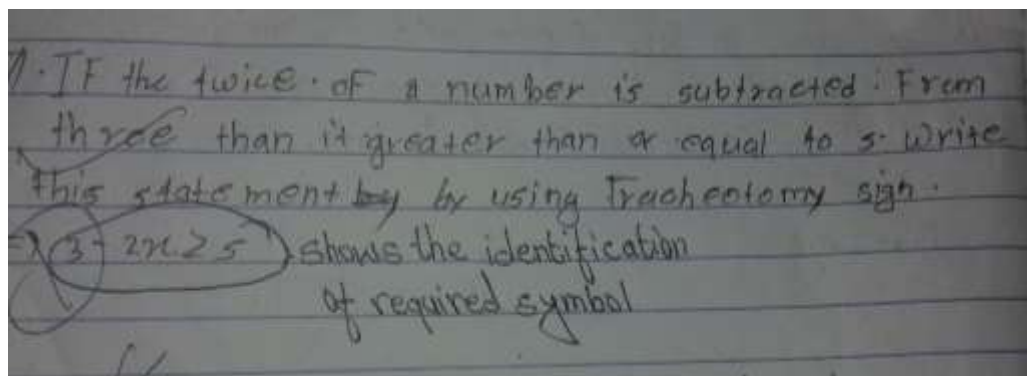 1. IF the twice. of a number is subtracted. From
three than it greater than or equal to 5. Write
this statement by by using Tracheotomy sign.
=> 3 - 2x ≥ 5 } shows the identification
of required symbol